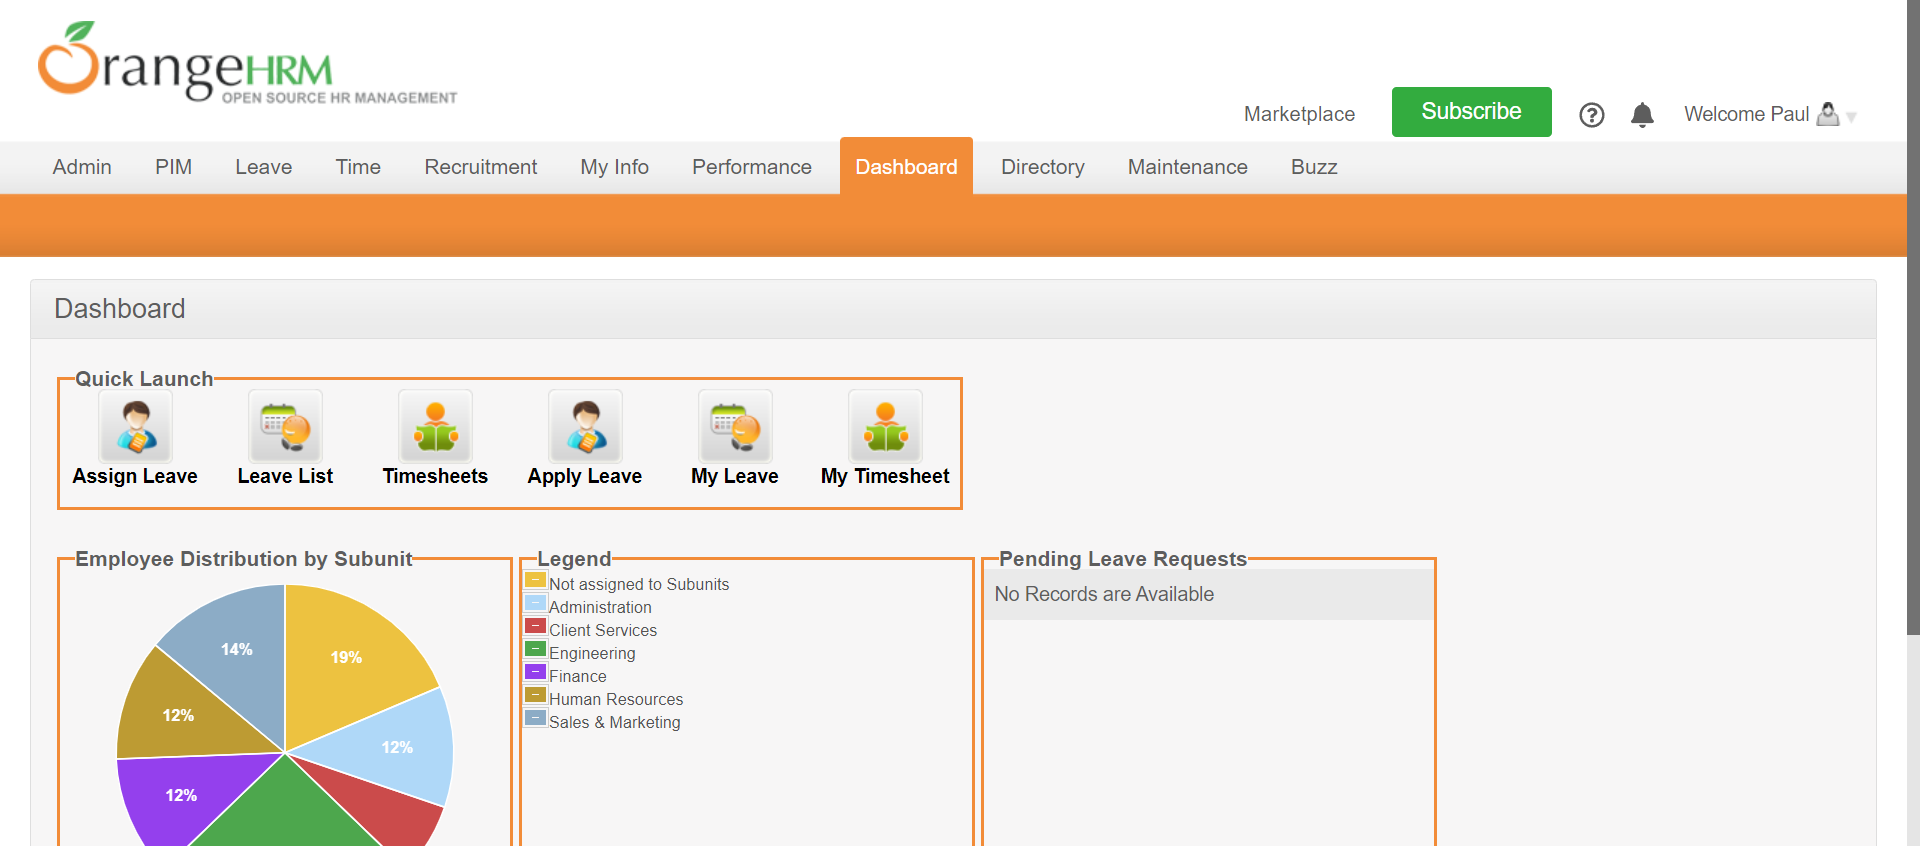 OrangeHRM
OPEN SOURCE HR MANAGEMENT
Marketplace Subscribe ? Welcome Paul
Admin PIM Leave Time Recruitment My Info Performance Dashboard Directory Maintenance Buzz
Dashboard
Quick Launch
Assign Leave Leave List Timesheets Apply Leave My Leave My Timesheet
Employee Distribution by Subunit
14%
19%
12%
12%
12%
Legend
Not assigned to Subunits
Administration
Client Services
Engineering
Finance
Human Resources
Sales & Marketing
Pending Leave Requests
No Records are Available